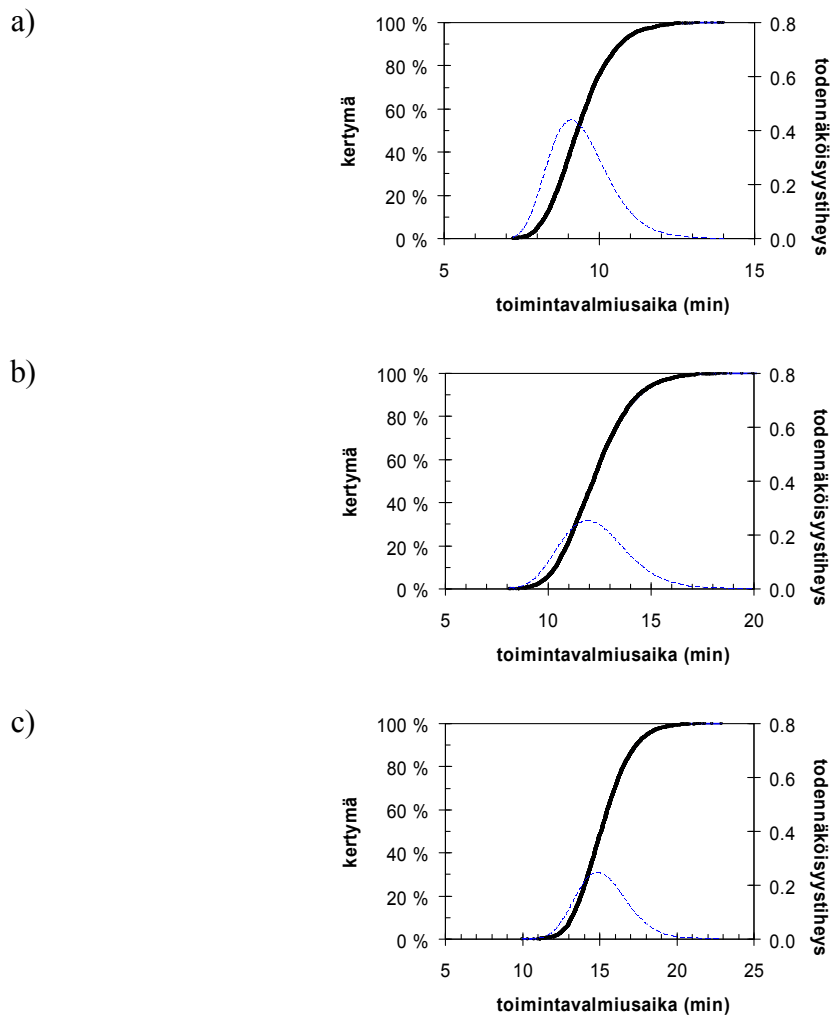 a)
100 % 0.8
80 % 0.6
60 % 0.4
40 % 0.2
20 % 0.0
0 %
kertymä
todennäköisyystiheys
5 10 15
toimintavalmiusaika (min)
b)
100 % 0.8
80 % 0.6
60 % 0.4
40 % 0.2
20 % 0.0
0 %
kertymä
todennäköisyystiheys
5 10 15 20
toimintavalmiusaika (min)
c)
100 % 0.8
80 % 0.6
60 % 0.4
40 % 0.2
20 % 0.0
0 %
kertymä
todennäköisyystiheys
5 10 15 20 25
toimintavalmiusaika (min)